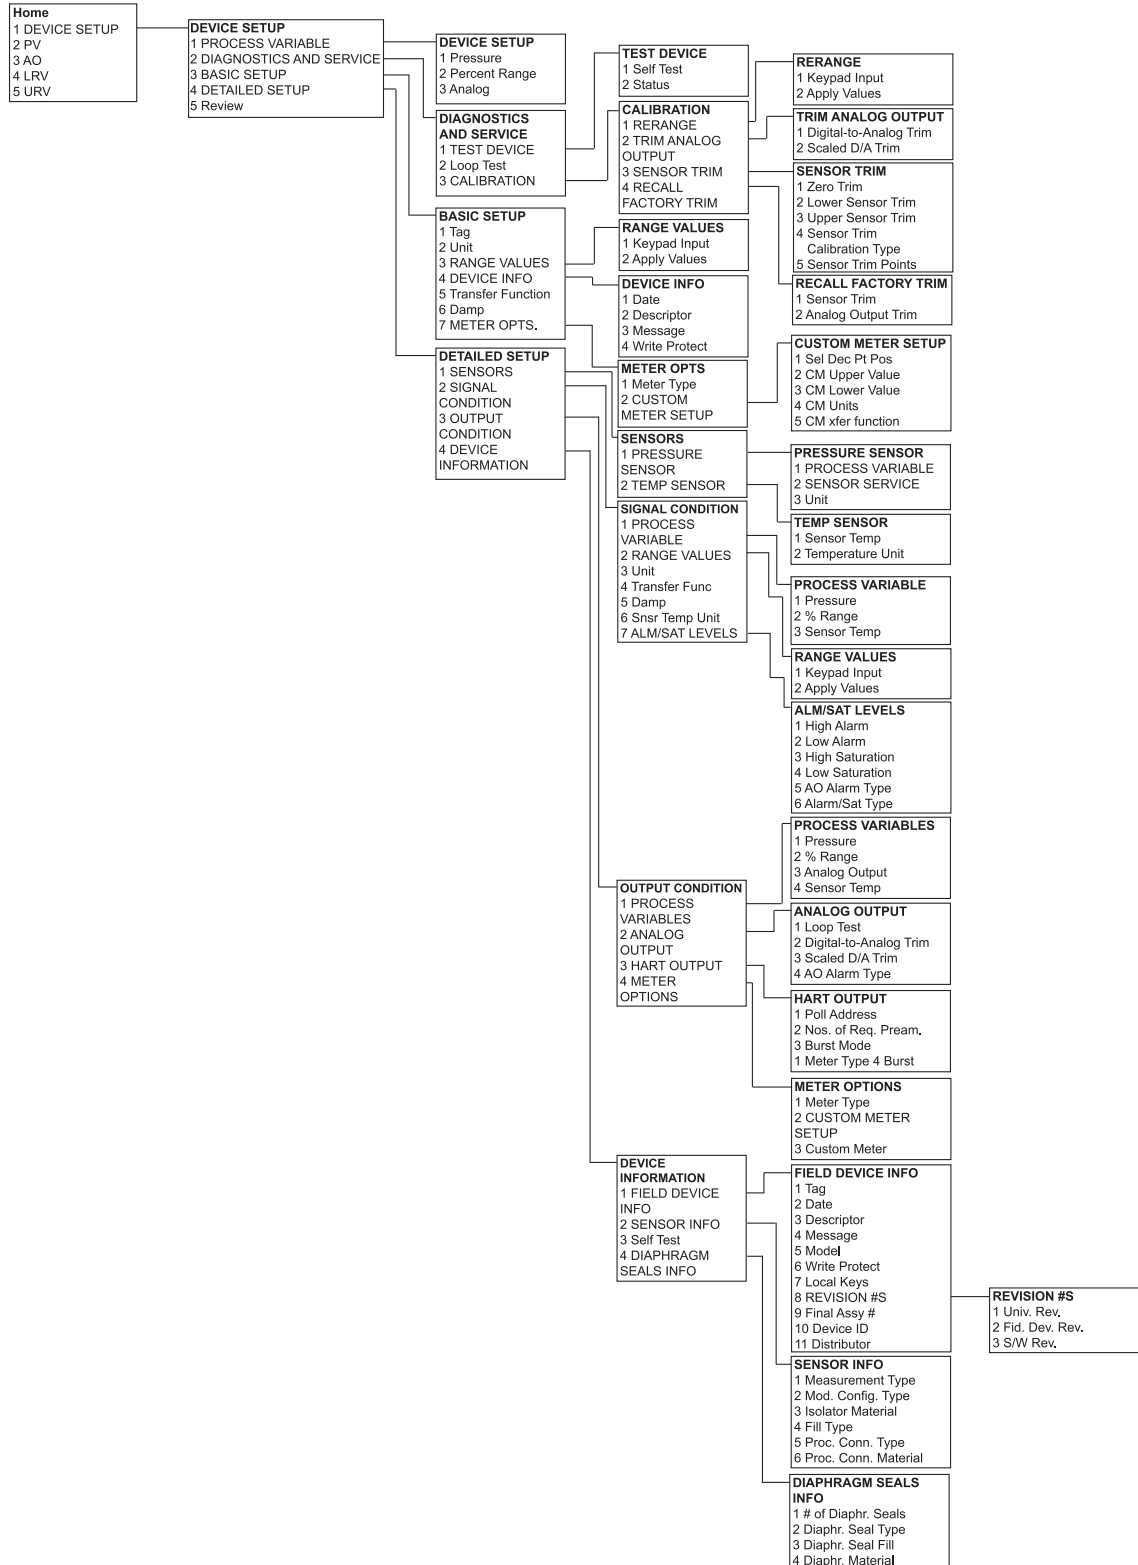 Home
1 DEVICE SETUP
2 PV
3 AO
4 LRV
5 URV
DEVICE SETUP
1 PROCESS VARIABLE
2 DIAGNOSTICS AND SERVICE
3 BASIC SETUP
4 DETAILED SETUP
5 Review
DEVICE SETUP
1 Pressure
2 Percent Range
3 Analog
DIAGNOSTICS
AND SERVICE
1 TEST DEVICE
2 Loop Test
3 CALIBRATION
BASIC SETUP
1 Tag
2 Unit
3 RANGE VALUES
4 DEVICE INFO
5 Transfer Function
6 Damp
7 METER OPTS.
DETAILED SETUP
1 SENSORS
2 SIGNAL
CONDITION
3 OUTPUT
CONDITION
4 DEVICE
INFORMATION
TEST DEVICE
1 Self Test
2 Status
CALIBRATION
1 RERANGE
2 TRIM ANALOG
OUTPUT
3 SENSOR TRIM
4 RECALL
FACTORY TRIM
RANGE VALUES
1 Keypad Input
2 Apply Values
DEVICE INFO
1 Date
2 Descriptor
3 Message
4 Write Protect
METER OPTS
1 Meter Type
2 CUSTOM
METER SETUP
SENSORS
1 PRESSURE
SENSOR
2 TEMP SENSOR
SIGNAL CONDITION
1 PROCESS
VARIABLE
2 RANGE VALUES
3 Unit
4 Transfer Func
5 Damp
6 Snsr Temp Unit
7 ALM/SAT LEVELS
OUTPUT CONDITION
1 PROCESS
VARIABLES
2 ANALOG
OUTPUT
3 HART OUTPUT
4 METER
OPTIONS
DEVICE
INFORMATION
1 FIELD DEVICE
INFO
2 SENSOR INFO
3 Self Test
4 DIAPHRAGM
SEALS INFO
RERANGE
1 Keypad Input
2 Apply Values
TRIM ANALOG OUTPUT
1 Digital-to-Analog Trim
2 Scaled D/A Trim
SENSOR TRIM
1 Zero Trim
2 Lower Sensor Trim
3 Upper Sensor Trim
4 Sensor Trim
Calibration Type
5 Sensor Trim Points
RECALL FACTORY TRIM
1 Sensor Trim
2 Analog Output Trim
CUSTOM METER SETUP
1 Sel Dec Pt Pos
2 CM Upper Value
3 CM Lower Value
4 CM Units
5 CM xfer function
PRESSURE SENSOR
1 PROCESS VARIABLE
2 SENSOR SERVICE
3 Unit
TEMP SENSOR
1 Sensor Temp
2 Temperature Unit
PROCESS VARIABLE
1 Pressure
2 % Range
3 Sensor Temp
RANGE VALUES
1 Keypad Input
2 Apply Values
ALM/SAT LEVELS
1 High Alarm
2 Low Alarm
3 High Saturation
4 Low Saturation
5 AO Alarm Type
6 Alarm/Sat Type
PROCESS VARIABLES
1 Pressure
2 % Range
3 Analog Output
4 Sensor Temp
ANALOG OUTPUT
1 Loop Test
2 Digital-to-Analog Trim
3 Scaled D/A Trim
4 AO Alarm Type
HART OUTPUT
1 Poll Address
2 Nos. of Req. Pream.
3 Burst Mode
1 Meter Type 4 Burst
METER OPTIONS
1 Meter Type
2 CUSTOM METER
SETUP
3 Custom Meter
FIELD DEVICE INFO
1 Tag
2 Date
3 Descriptor
4 Message
5 Model
6 Write Protect
7 Local Keys
8 REVISION #S
9 Final Assy #
10 Device ID
11 Distributor
SENSOR INFO
1 Measurement Type
2 Mod. Config. Type
3 Isolator Material
4 Fill Type
5 Proc. Conn. Type
6 Proc. Conn. Material
DIAPHRAGM SEALS
INFO
1 # of Diaphr. Seals
2 Diaphr. Seal Type
3 Diaphr. Seal Fill
4 Diaphr. Material
REVISION #S
1 Univ. Rev.
2 Fid. Dev. Rev.
3 S/W Rev.